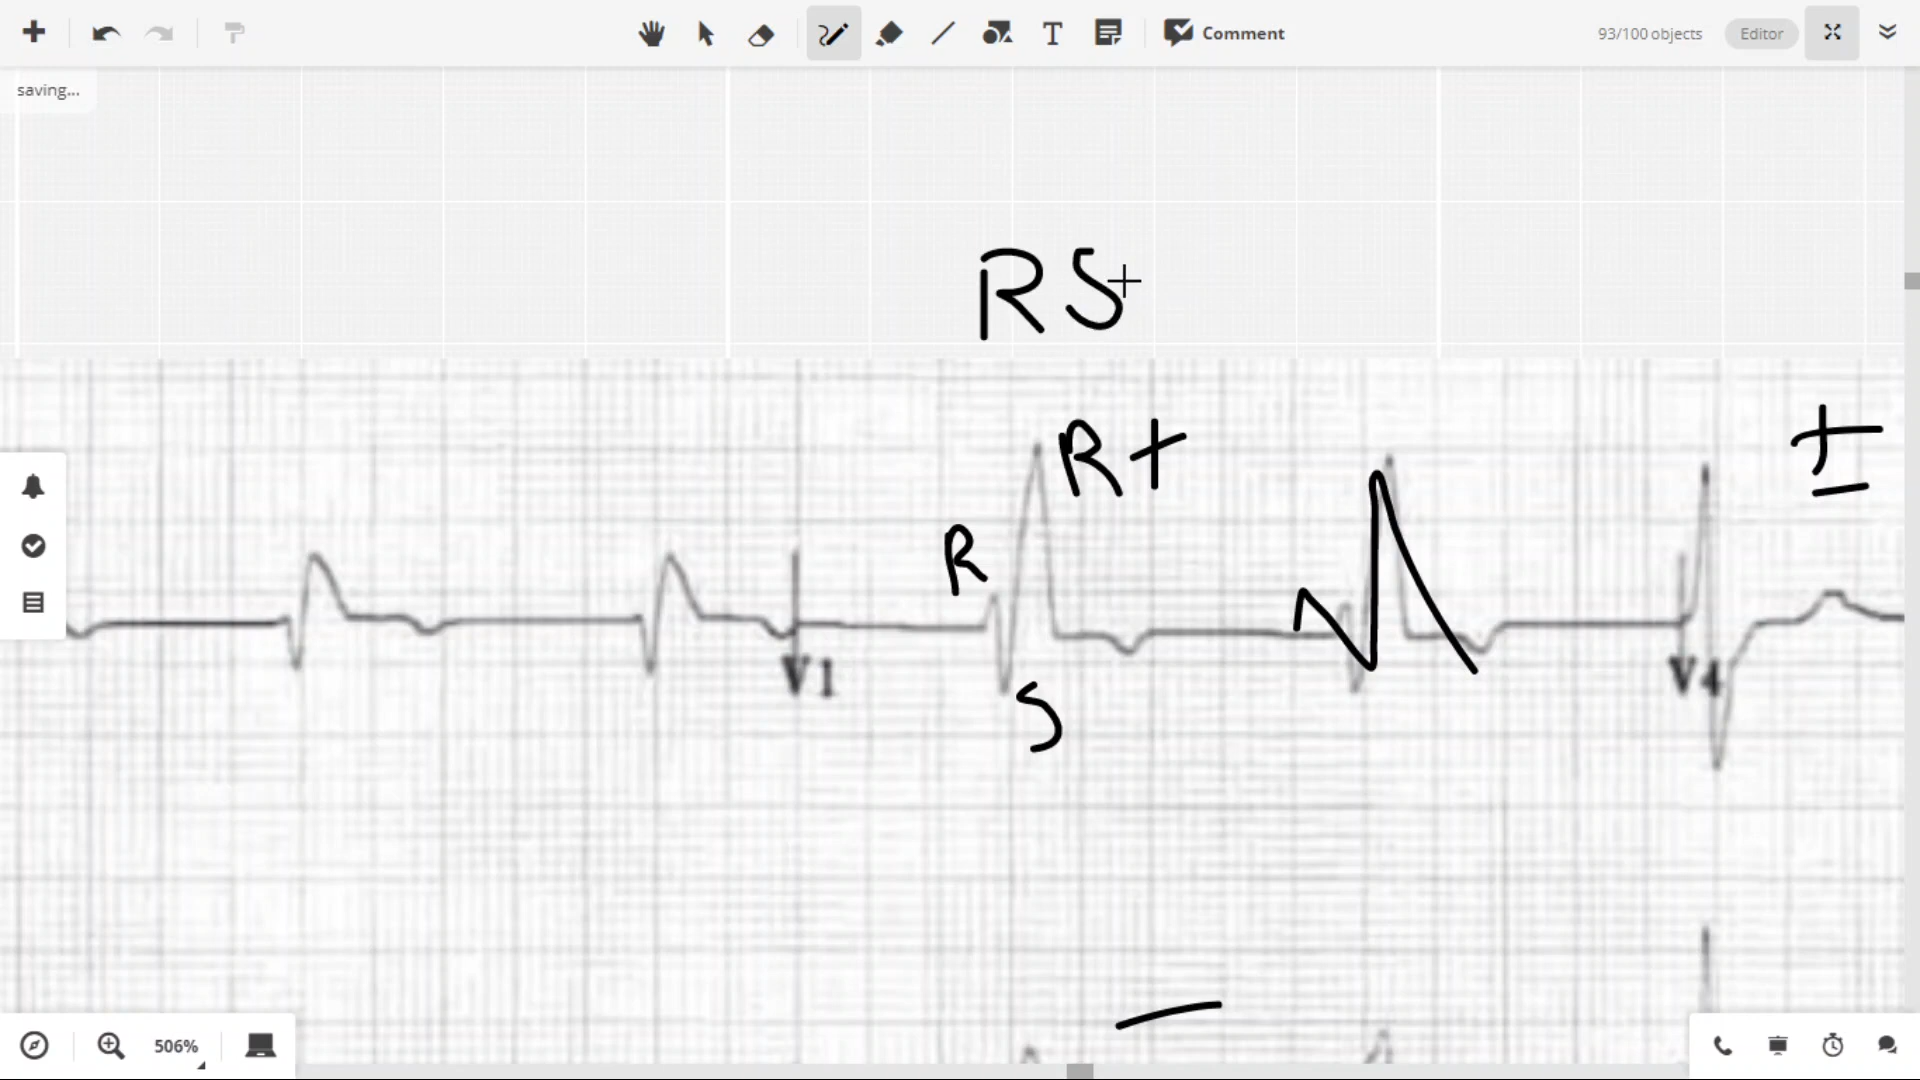 Comment
93/100 objects
Editor
saving...
RS
R+
±
R
V1
V4
S
506%